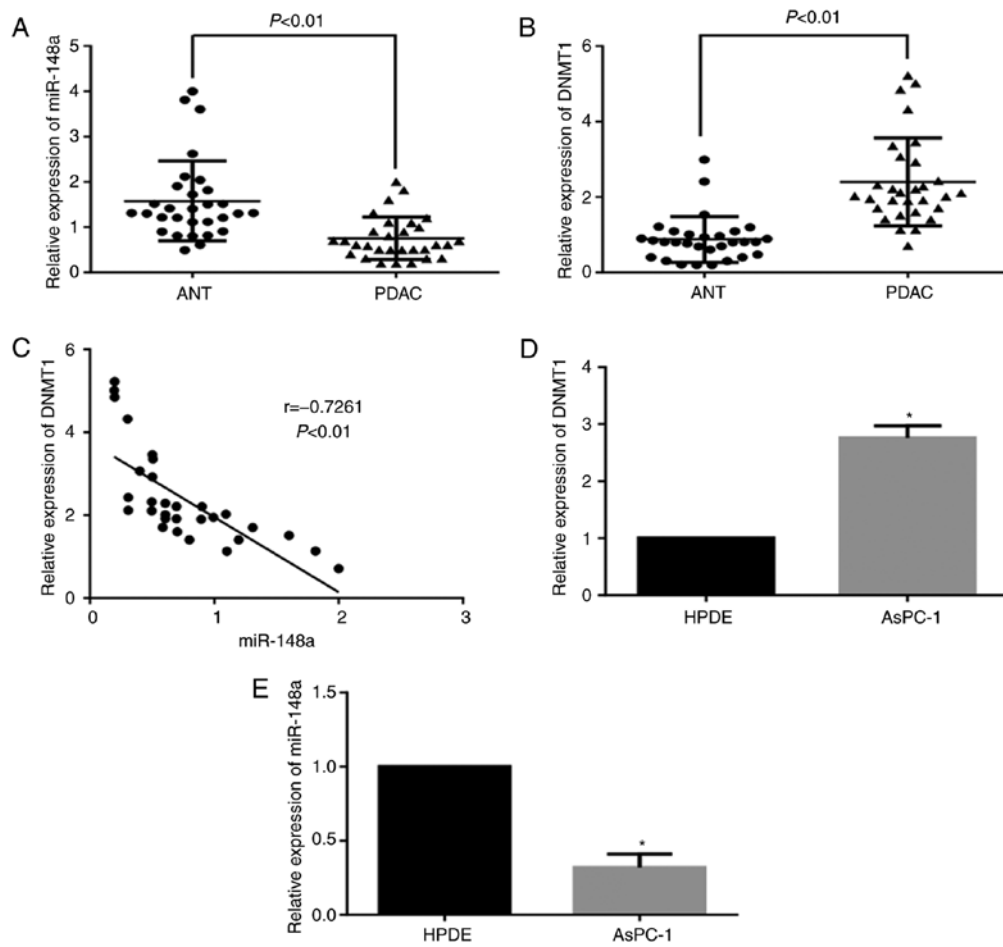 A
P<0.01
Relative expression of miR-148a
5
4
3
2
1
0
ANT
PDAC
B
P<0.01
Relative expression of DNMT1
6
4
2
0
ANT
PDAC
C
Relative expression of DNMT1
6
4
2
0
r=−0.7261
P<0.01
0
1
2
3
miR-148a
D
Relative expression of DNMT1
4
3
2
1
0
*
HPDE
AsPC-1
E
Relative expression of miR-148a
1.5
1.0
0.5
0.0
*
HPDE
AsPC-1